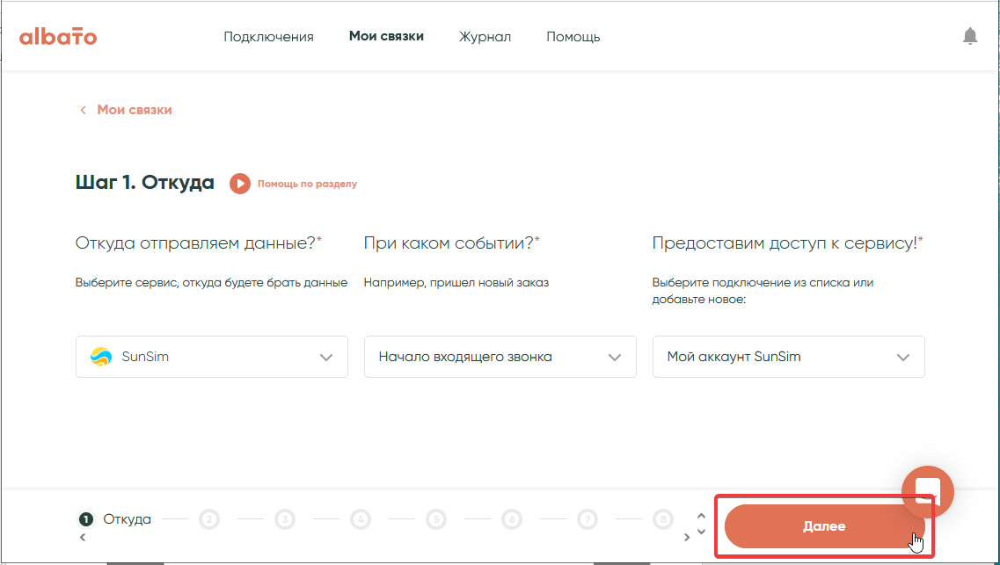 albato
Подключения
Мои связки
Журнал
Помощь
Мои связки
Шаг 1. Откуда
Помощь по разделу
Откуда отправляем данные?*
Выберите сервис, откуда будете брать данные
SunSim
При каком событии?*
Например, пришел новый заказ
Начало входящего звонка
Предоставим доступ к сервису!*
Выберите подключение из списка или
добавьте новое:
Мой аккаунт SunSim
1 Откуда 2 3 4 5 6 7 8
Далее